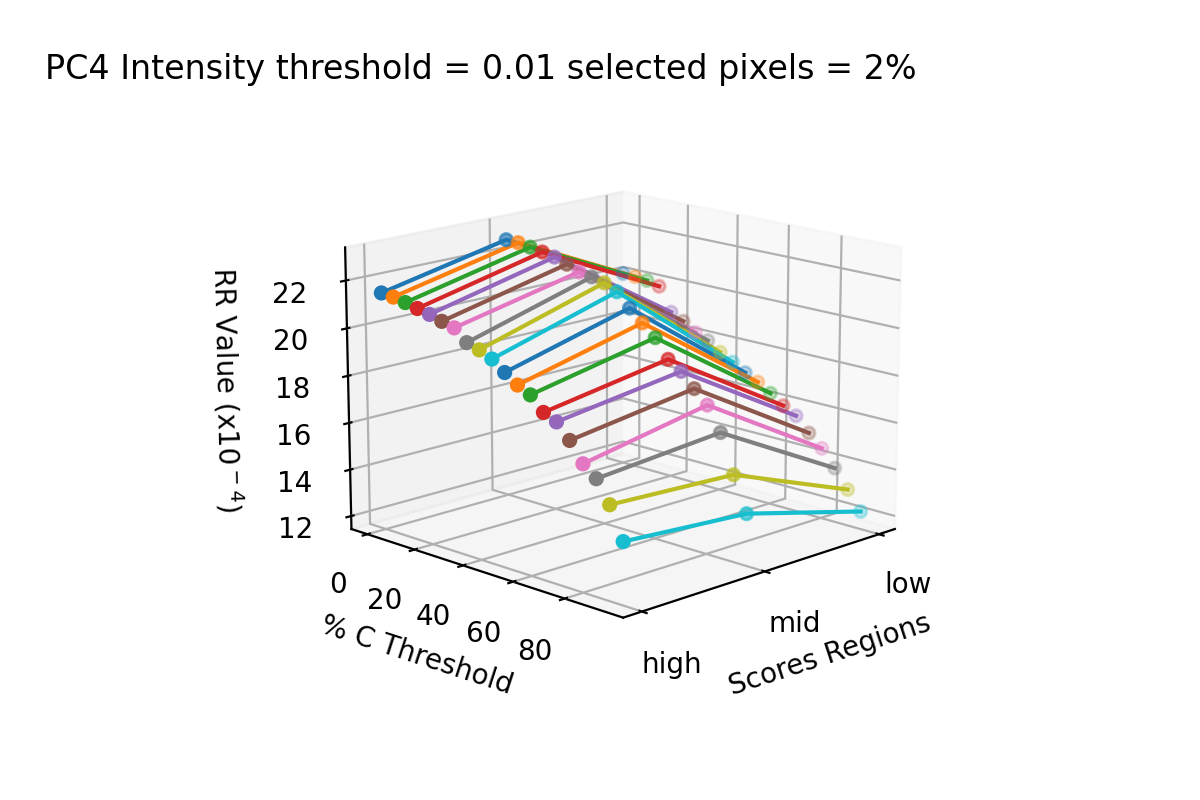 PC4 Intensity threshold = 0.01 selected pixels = 2%
RR Value (x10⁻⁴)
22
20
18
16
14
12
0
20
40
60
80
% C Threshold
high
mid
low
Scores Regions